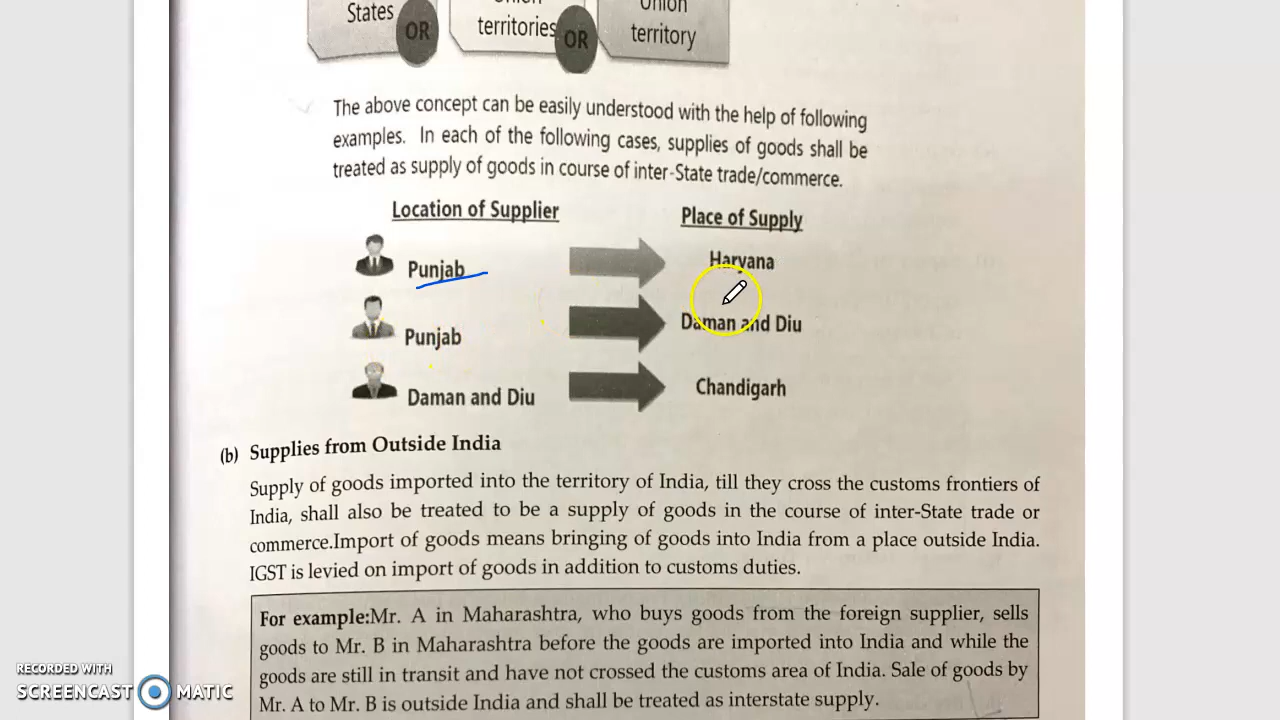 States
OR
territories
OR
Union
territory
The above concept can be easily understood with the help of following
examples. In each of the following cases, supplies of goods shall be
treated as supply of goods in course of inter-State trade/commerce.
Location of Supplier Place of Supply
Punjab Haryana
Punjab Daman and Diu
Daman and Diu Chandigarh
(b) Supplies from Outside India
Supply of goods imported into the territory of India, till they cross the customs frontiers of
India, shall also be treated to be a supply of goods in the course of inter-State trade or
commerce.Import of goods means bringing of goods into India from a place outside India.
IGST is levied on import of goods in addition to customs duties.
For example:Mr. A in Maharashtra, who buys goods from the foreign supplier, sells
goods to Mr. B in Maharashtra before the goods are imported into India and while the
goods are still in transit and have not crossed the customs area of India. Sale of goods by
Mr. A to Mr. B is outside India and shall be treated as interstate supply.
RECORDED WITH
SCREENCAST MATIC